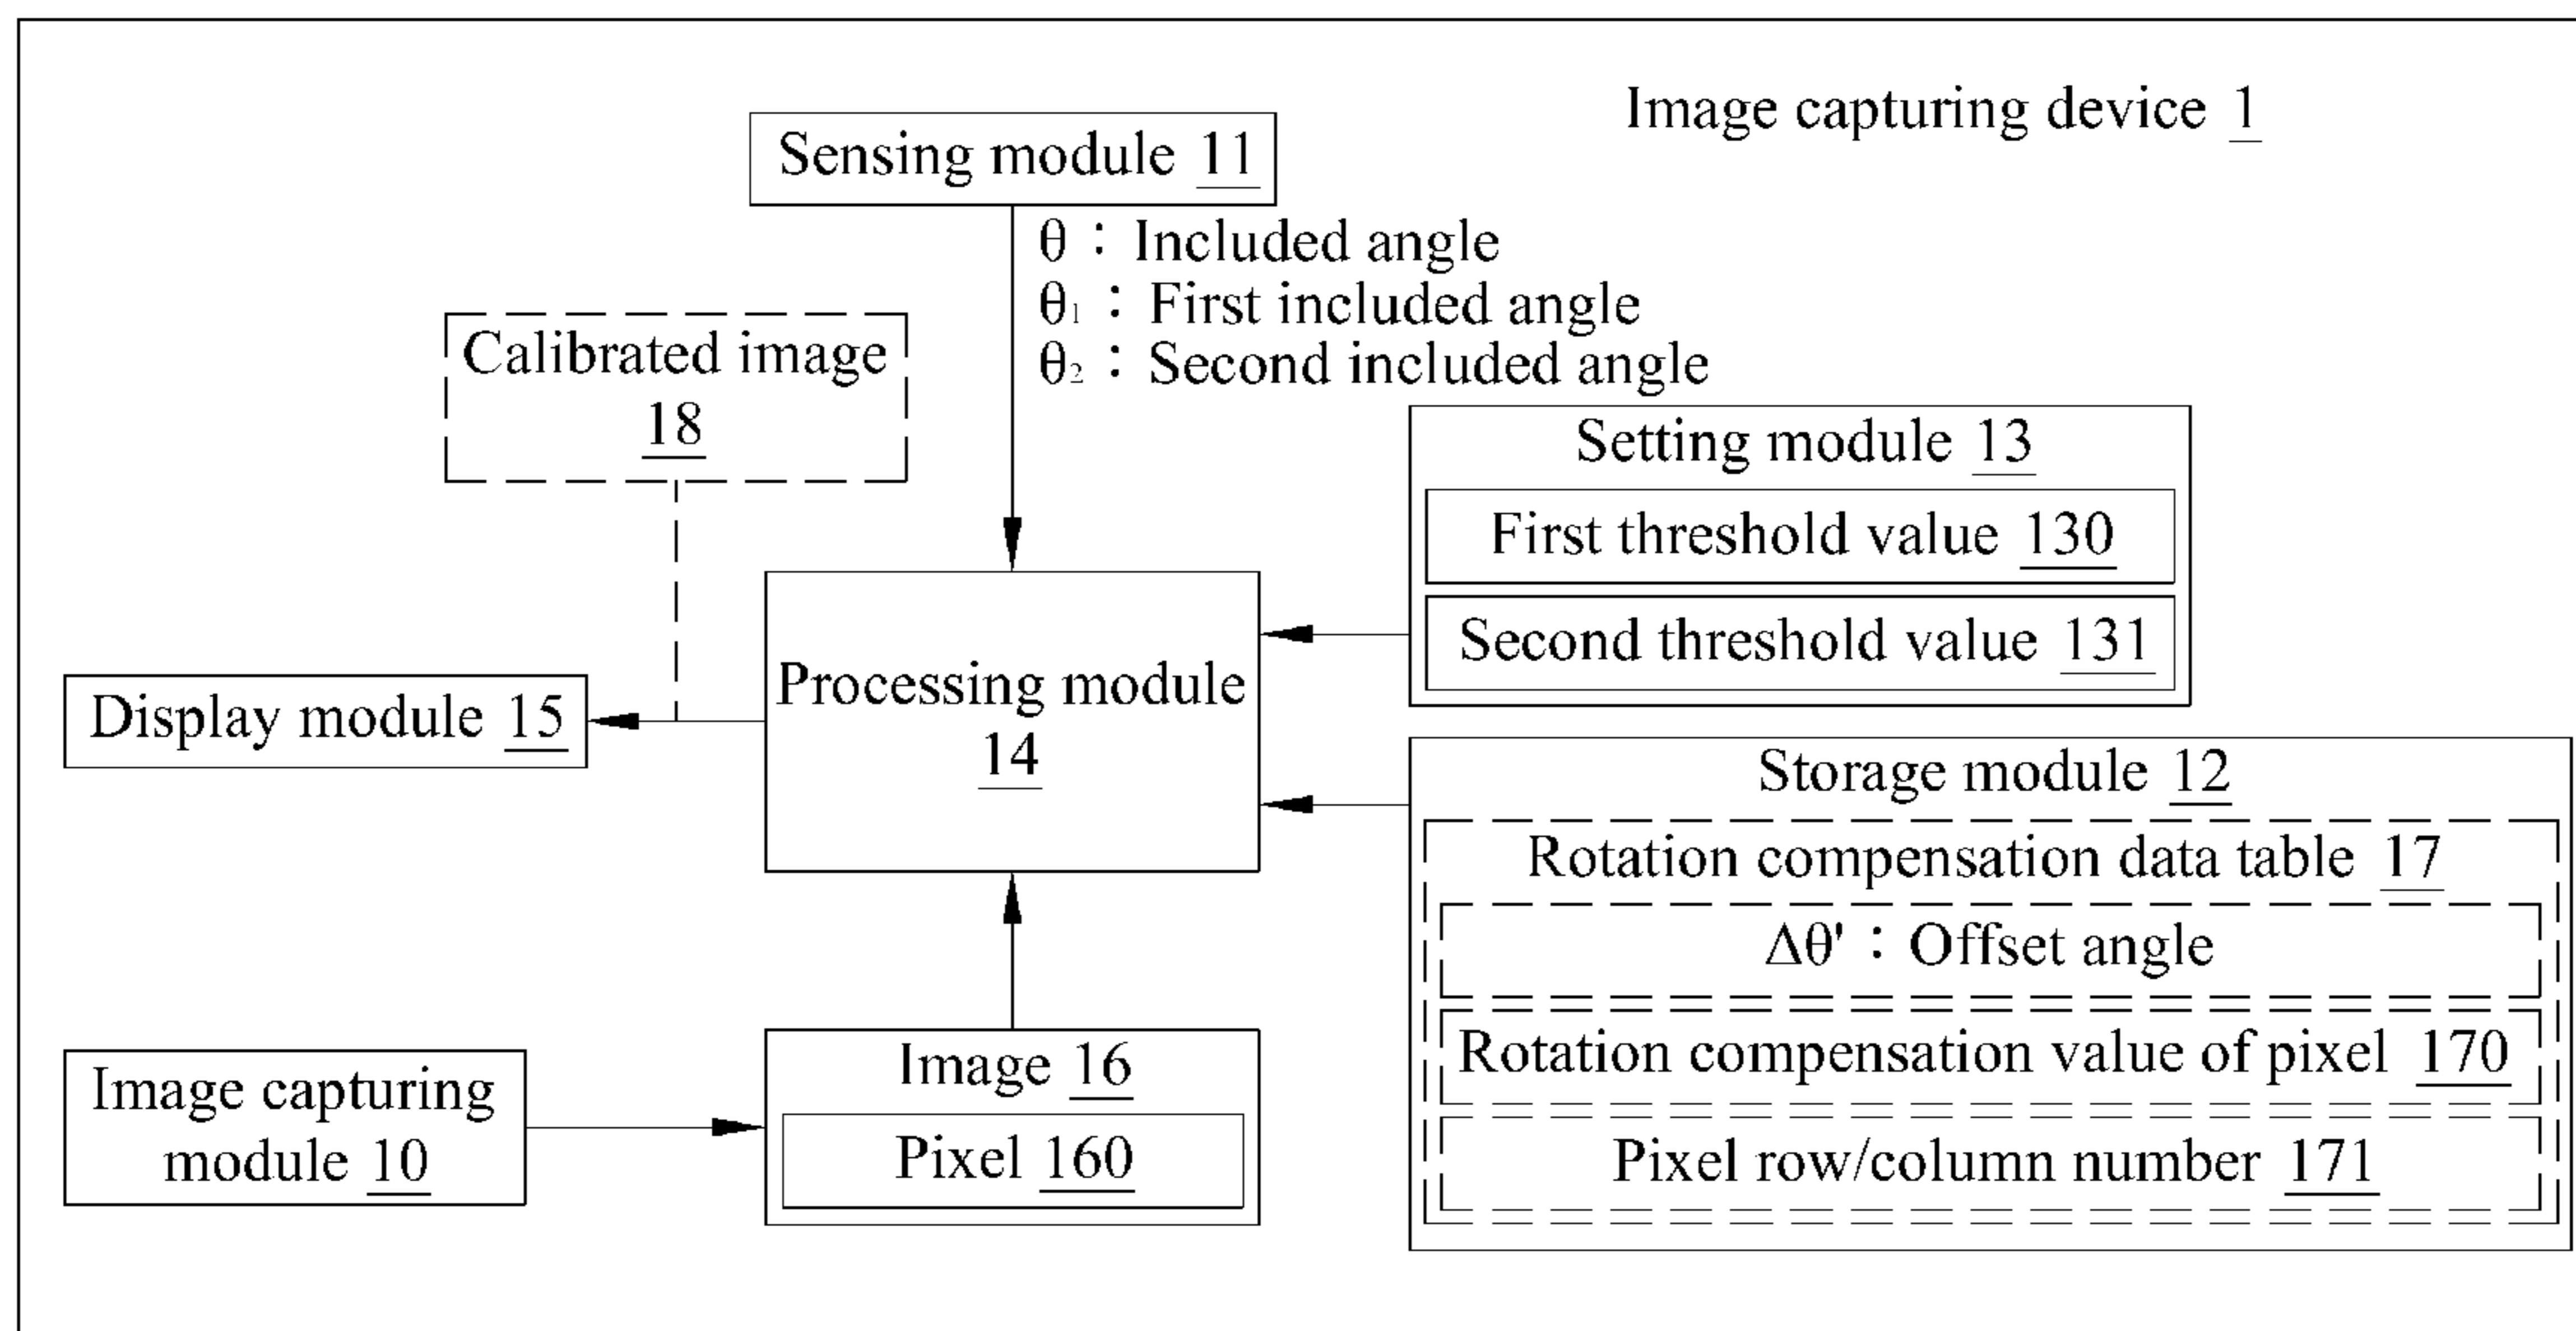 Image capturing device 1
Sensing module 11
θ：Included angle
θ₁：First included angle
θ₂：Second included angle
Calibrated image
18
Setting module 13
First threshold value 130
Second threshold value 131
Processing module
14
Display module 15
Storage module 12
Rotation compensation data table 17
Δθ'：Offset angle
Rotation compensation value of pixel 170
Pixel row/column number 171
Image capturing
module 10
Image 16
Pixel 160